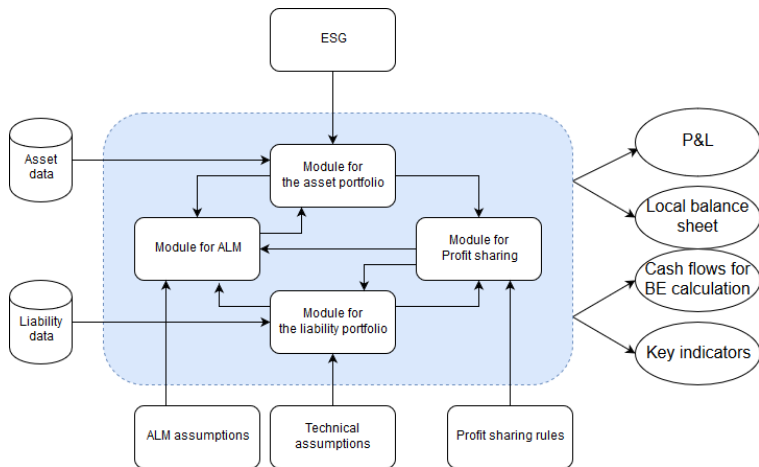 ESG
Asset
data
Module for
the asset portfolio
P&L
Module for ALM
Module for
Profit sharing
Local balance
sheet
Liability
data
Module for
the liability portfolio
Cash flows for
BE calculation
Key indicators
ALM assumptions
Technical
assumptions
Profit sharing rules